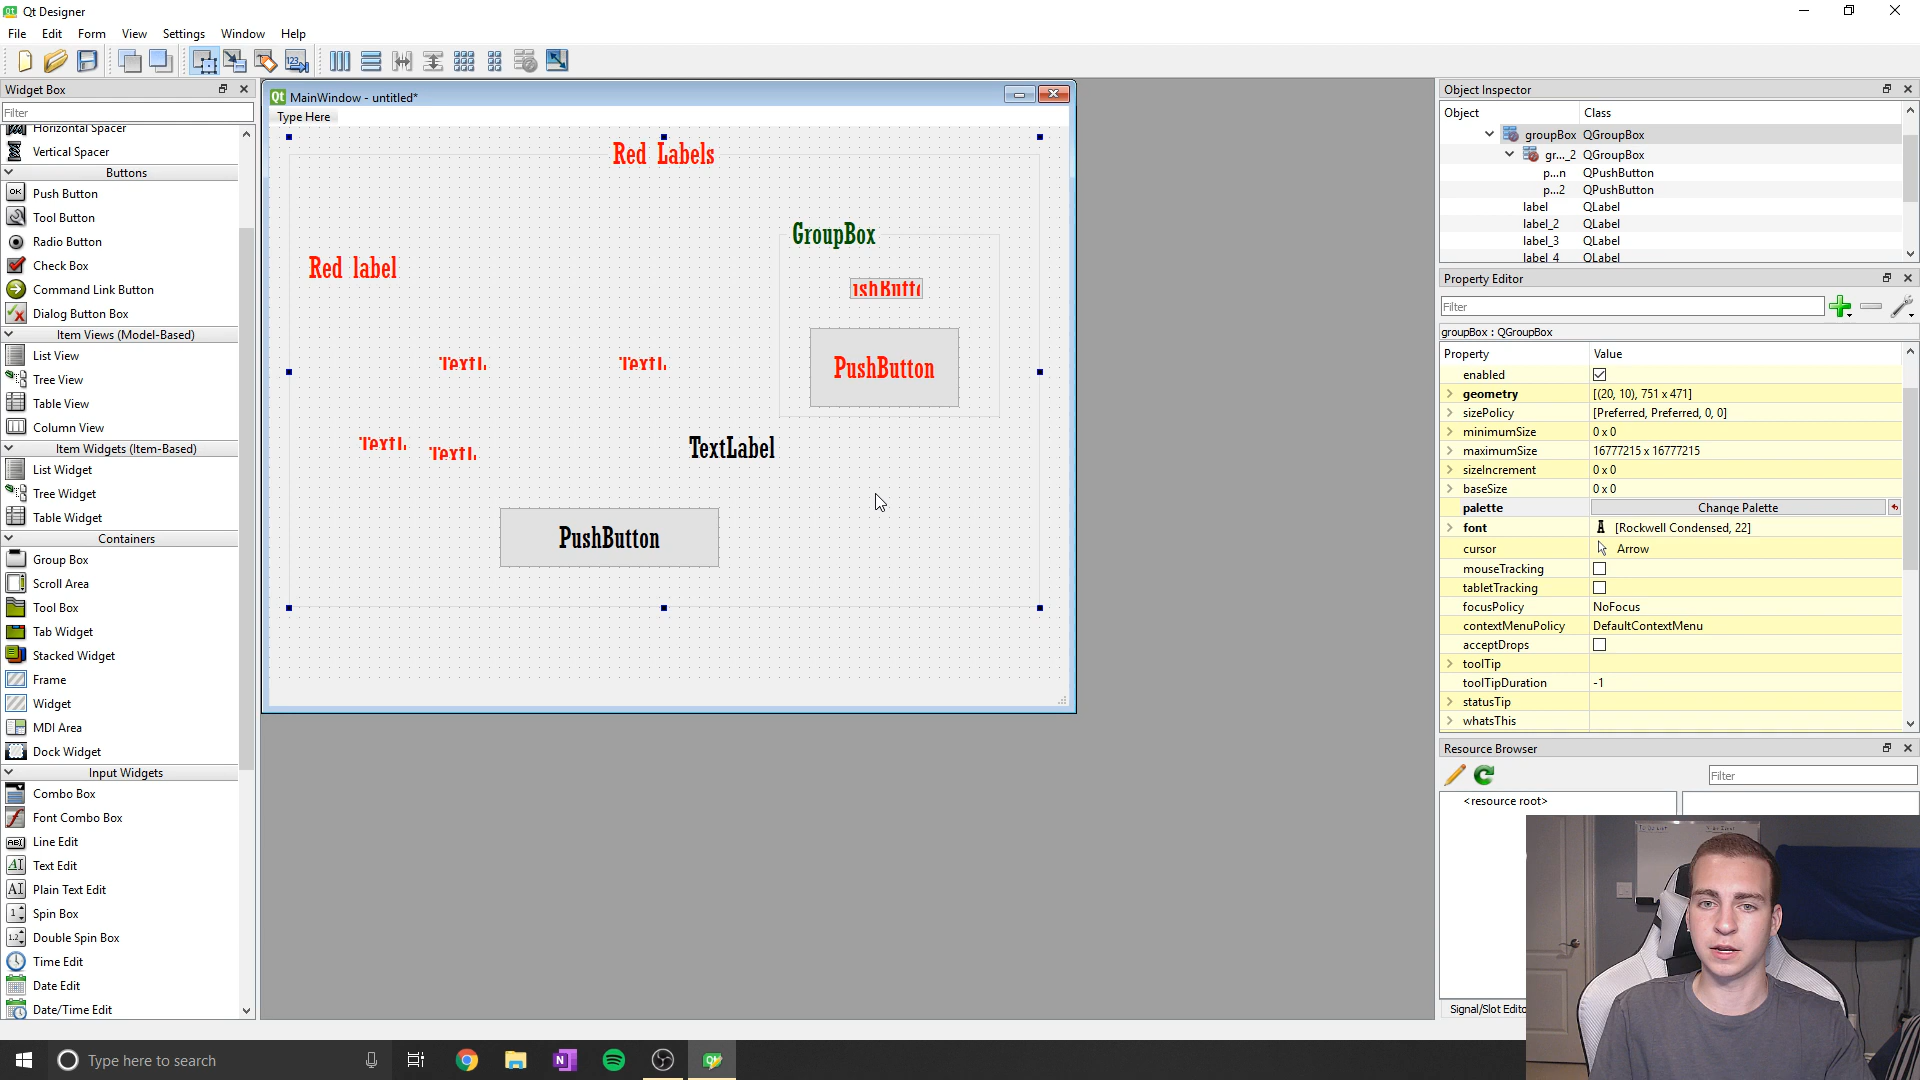 Qt Designer
File Edit Form View Settings Window Help
Widget Box
Filter
Horizontal Spacer
Vertical Spacer
Buttons
Push Button
Tool Button
Radio Button
Check Box
Command Link Button
Dialog Button Box
Item Views (Model-Based)
List View
Tree View
Table View
Column View
Item Widgets (Item-Based)
List Widget
Tree Widget
Table Widget
Containers
Group Box
Scroll Area
Tool Box
Tab Widget
Stacked Widget
Frame
Widget
MDI Area
Dock Widget
Input Widgets
Combo Box
Font Combo Box
Line Edit
Text Edit
Plain Text Edit
Spin Box
Double Spin Box
Time Edit
Date Edit
Date/Time Edit
MainWindow - untitled*
Type Here
Red Labels
GroupBox
Red label
PushButton
TextLabel
PushButton
Object Inspector
Object Class
groupBox QGroupBox
gr..._2 QGroupBox
p...n QPushButton
p...2 QPushButton
label QLabel
label_2 QLabel
label_3 QLabel
label_4 QLabel
Property Editor
Filter
groupBox : QGroupBox
Property Value
enabled
geometry [(20, 10), 751 x 471]
sizePolicy [Preferred, Preferred, 0, 0]
minimumSize 0 x 0
maximumSize 16777215 x 16777215
sizeIncrement 0 x 0
baseSize 0 x 0
palette Change Palette
font A [Rockwell Condensed, 22]
cursor Arrow
mouseTracking
tabletTracking
focusPolicy NoFocus
contextMenuPolicy DefaultContextMenu
acceptDrops
toolTip
toolTipDuration -1
statusTip
whatsThis
Resource Browser
Filter
<resource root>
Signal/Slot Edito
Type here to search